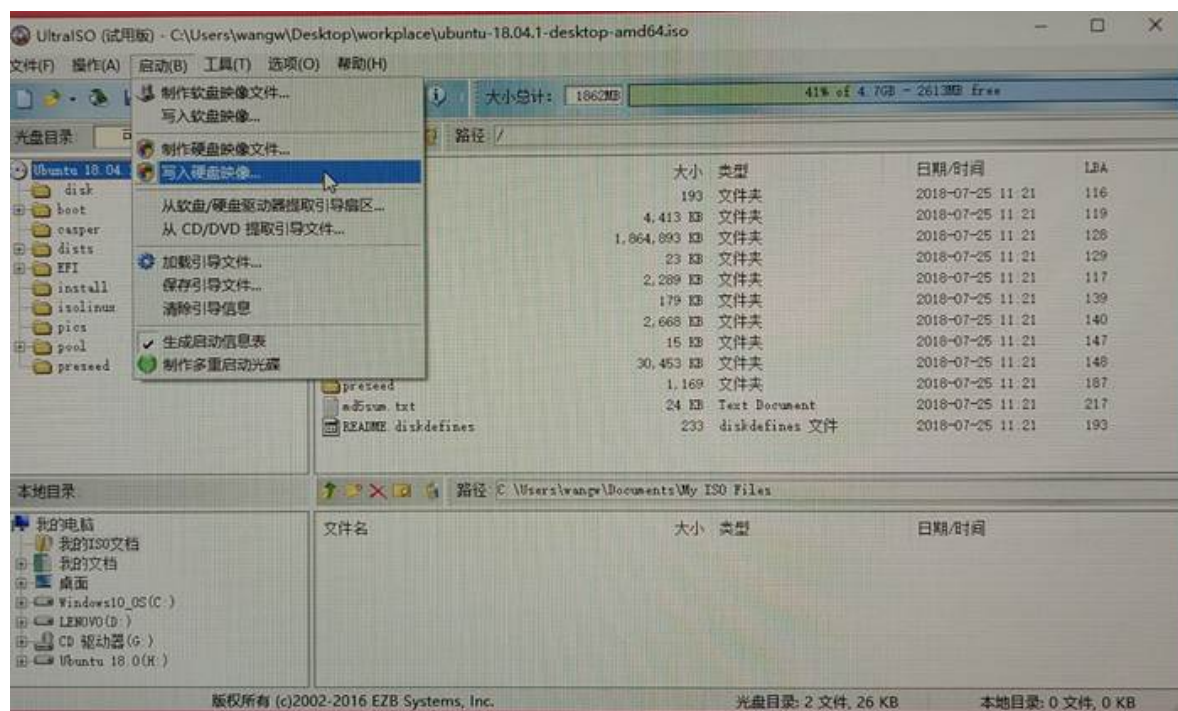 UltraISO (试用版) - C:\Users\wangw\Desktop\workplace\ubuntu-18.04.1-desktop-amd64.iso
文件(F) 操作(A) 启动(B) 工具(T) 选项(O) 帮助(H)
制作软盘映像文件...
写入软盘映像...
制作硬盘映像文件...
写入硬盘映像...
从软盘/硬盘驱动器提取引导扇区...
从 CD/DVD 提取引导文件...
加载引导文件...
保存引导文件...
清除引导信息
生成启动信息表
制作多重启动光碟
大小总计: 1862MB 41% of 4.7GB - 2613MB free
光盘目录: 可 路径: /
Ubuntu 18.04
disk
boot
casper
dists
EFI
install
isolinux
pics
pool
preseed
大小 类型 日期/时间 LBA
193 文件夹 2018-07-25 11:21 116
4,413 KB 文件夹 2018-07-25 11:21 119
1,864,893 KB 文件夹 2018-07-25 11:21 128
23 KB 文件夹 2018-07-25 11:21 129
2,289 KB 文件夹 2018-07-25 11:21 117
179 KB 文件夹 2018-07-25 11:21 139
2,668 KB 文件夹 2018-07-25 11:21 140
15 KB 文件夹 2018-07-25 11:21 147
30,453 KB 文件夹 2018-07-25 11:21 148
preseed 1,169 文件夹 2018-07-25 11:21 187
md5sum.txt 24 KB Text Document 2018-07-25 11:21 217
README.diskdefines 233 diskdefines 文件 2018-07-25 11:21 193
本地目录: 路径: C:\Users\wangw\Documents\My ISO Files
我的电脑
我的ISO文档
我的文档
桌面
Windows10_OS(C:)
LENOVO(D:)
CD 驱动器(G:)
Ubuntu 18.0(H:)
文件名 大小 类型 日期/时间
版权所有 (c)2002-2016 EZB Systems, Inc. 光盘目录: 2 文件, 26 KB 本地目录: 0 文件, 0 KB